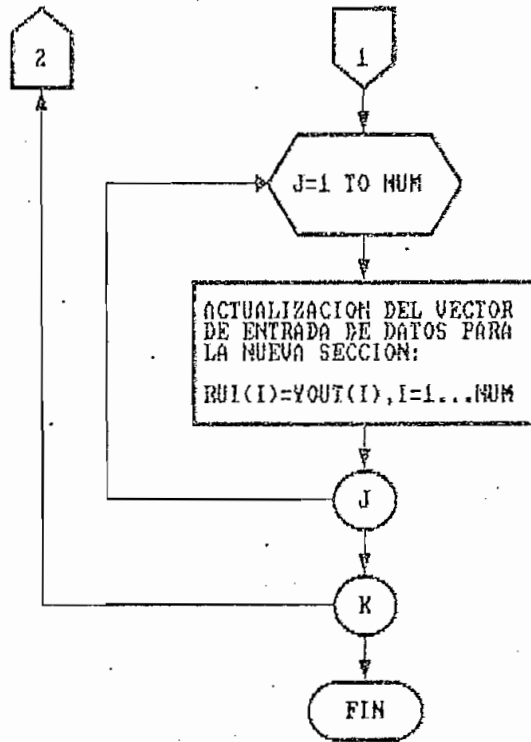 2
1
J=1 TO NUM
ACTUALIZACION DEL VECTOR
DE ENTRADA DE DATOS PARA
LA NUEVA SECCION:
RU1(I)=YOUT(I),I=1...NUM
J
K
FIN